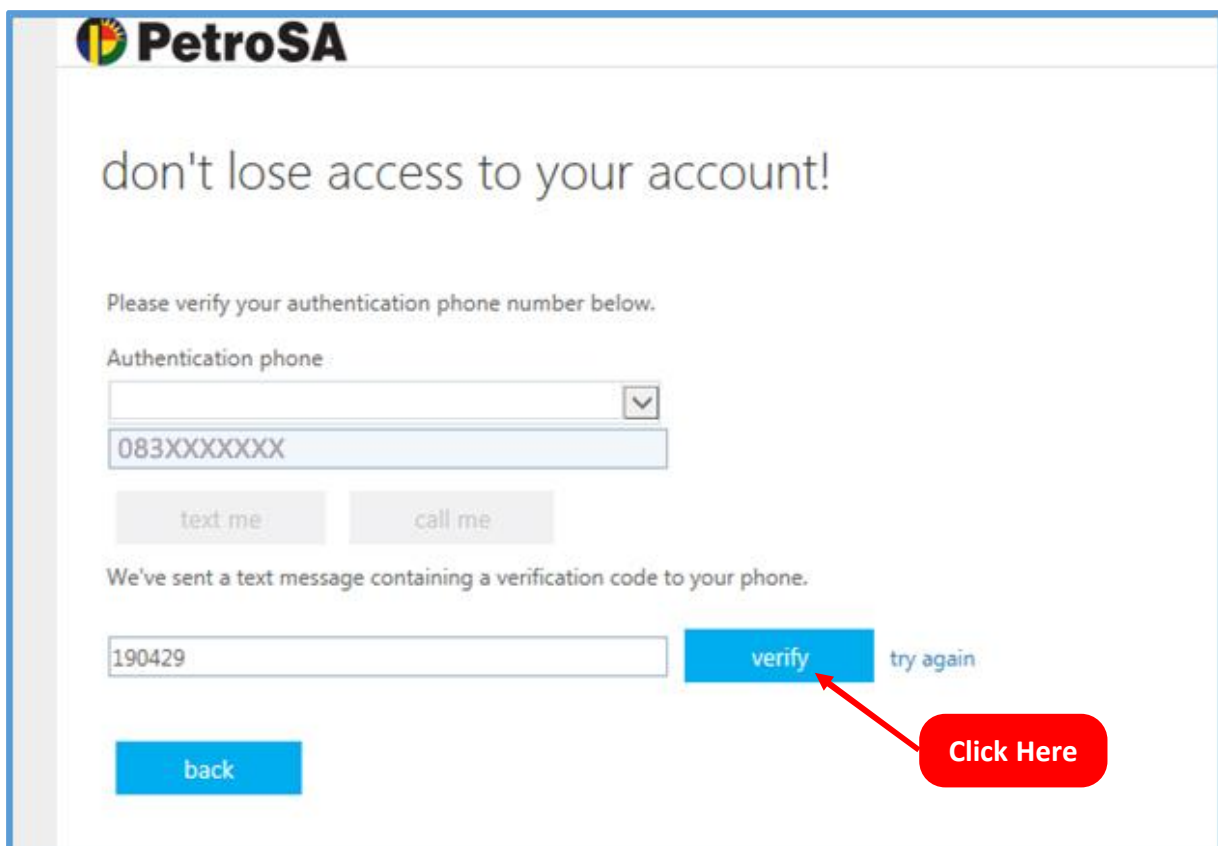 PetroSA
don't lose access to your account!
Please verify your authentication phone number below.
Authentication phone
083XXXXXXX
text me call me
We've sent a text message containing a verification code to your phone.
190429 verify try again
Click Here
back